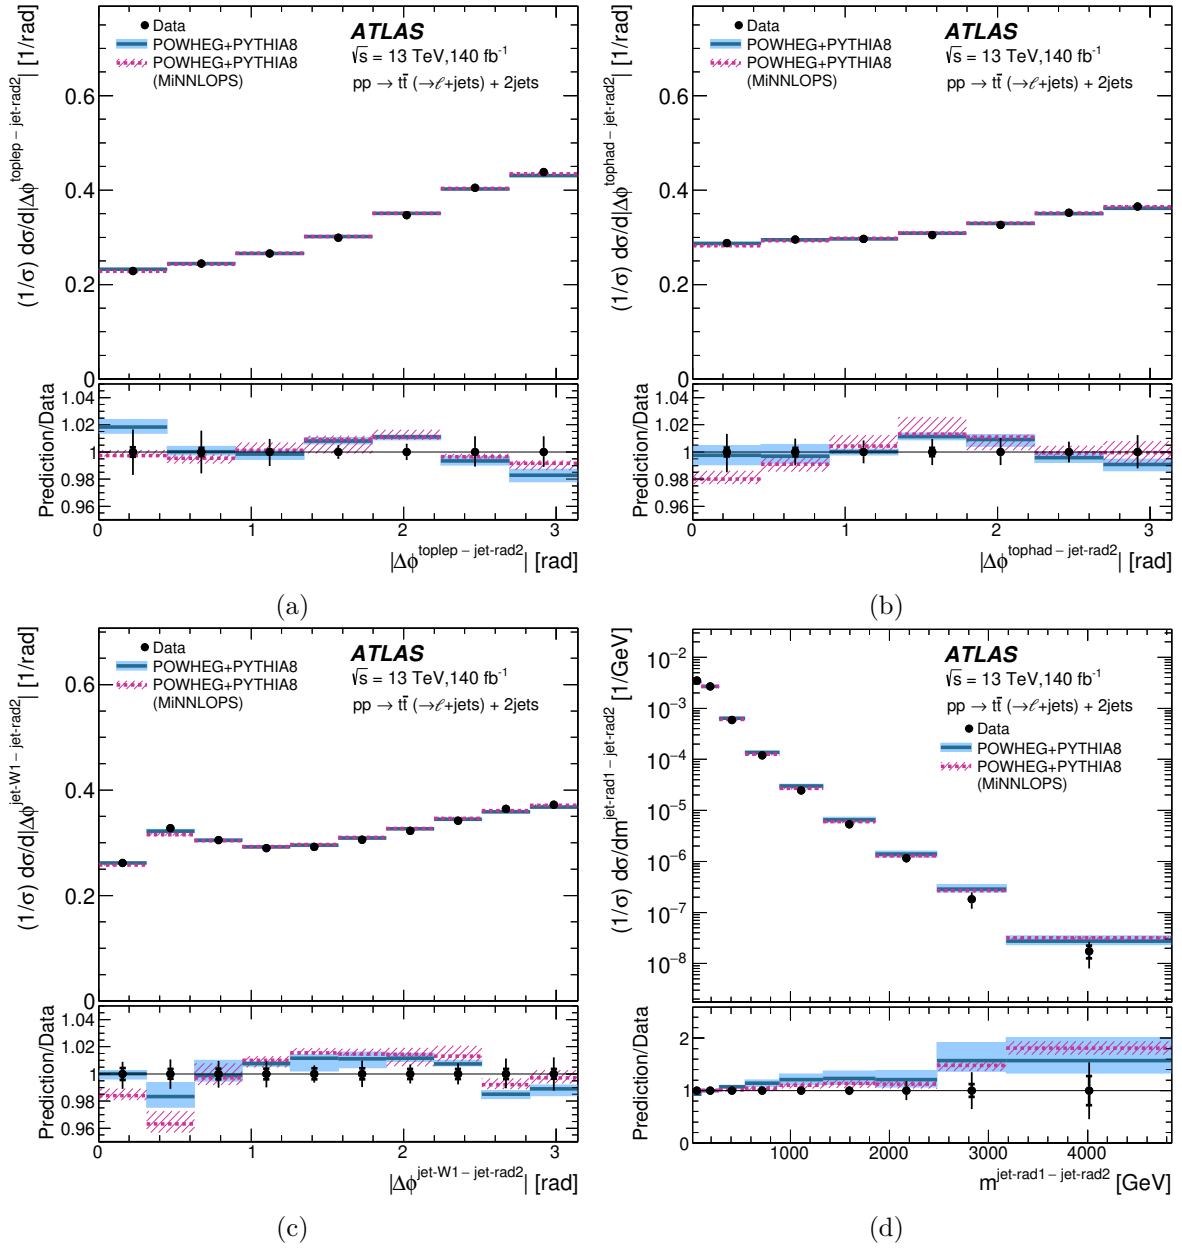 Data
POWHEG+PYTHIA8
POWHEG+PYTHIA8
(MiNNLOPS)
ATLAS
√s = 13 TeV,140 fb⁻¹
pp → tt̄ (→ℓ+jets) + 2jets
(1/σ) dσ/d|Δϕ^toplep – jet-rad2| [1/rad]
0.6
0.4
0.2
0
Prediction/Data
1.04
1.02
1
0.98
0.96
0 1 2 3
|Δϕ^toplep – jet-rad2| [rad]
(a)
Data
POWHEG+PYTHIA8
POWHEG+PYTHIA8
(MiNNLOPS)
ATLAS
√s = 13 TeV,140 fb⁻¹
pp → tt̄ (→ℓ+jets) + 2jets
(1/σ) dσ/d|Δϕ^tophad – jet-rad2| [1/rad]
0.6
0.4
0.2
0
Prediction/Data
1.04
1.02
1
0.98
0.96
0 1 2 3
|Δϕ^tophad – jet-rad2| [rad]
(b)
Data
POWHEG+PYTHIA8
POWHEG+PYTHIA8
(MiNNLOPS)
ATLAS
√s = 13 TeV,140 fb⁻¹
pp → tt̄ (→ℓ+jets) + 2jets
(1/σ) dσ/d|Δϕ^jet-W1 – jet-rad2| [1/rad]
0.6
0.4
0.2
0
Prediction/Data
1.04
1.02
1
0.98
0.96
0 1 2 3
|Δϕ^jet-W1 – jet-rad2| [rad]
(c)
ATLAS
√s = 13 TeV,140 fb⁻¹
pp → tt̄ (→ℓ+jets) + 2jets
Data
POWHEG+PYTHIA8
POWHEG+PYTHIA8
(MiNNLOPS)
(1/σ) dσ/dm^jet-rad1 – jet-rad2 [1/GeV]
10⁻²
10⁻³
10⁻⁴
10⁻⁵
10⁻⁶
10⁻⁷
10⁻⁸
Prediction/Data
2
1
0
1000 2000 3000 4000
m^jet-rad1 – jet-rad2 [GeV]
(d)